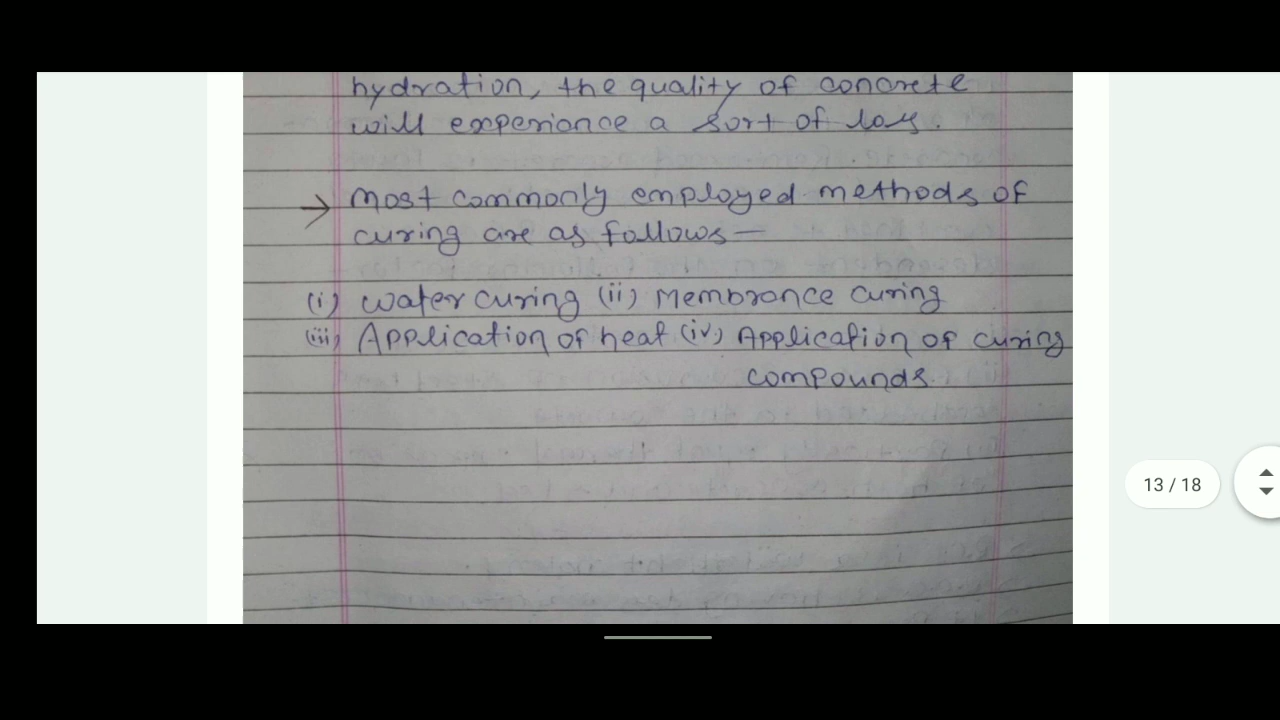 hydration, the quality of concrete
will experiance a sort of loss.
→ Most commonly employed methods of
curing are as follows —
(i) Water curing (ii) Membrance curing
(iii) Application of heat (iv) Application of curing
compounds.
13 / 18